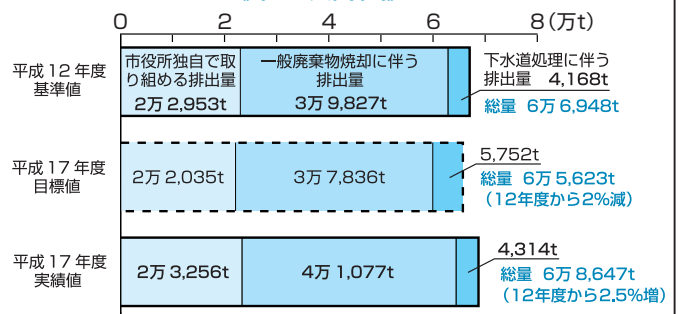 0 2 4 6 8(万t)
平成12年度
基準値
市役所独自で取
り組める排出量
2万2,953t
一般廃棄物焼却に伴う
排出量
3万9,827t
下水道処理に伴う
排出量 4,168t
総量 6万6,948t
平成17年度
目標値
2万2,035t
3万7,836t
5,752t
総量 6万5,623t
(12年度から2%減)
平成17年度
実績値
2万3,256t
4万1,077t
4,314t
総量 6万8,647t
(12年度から2.5%増)